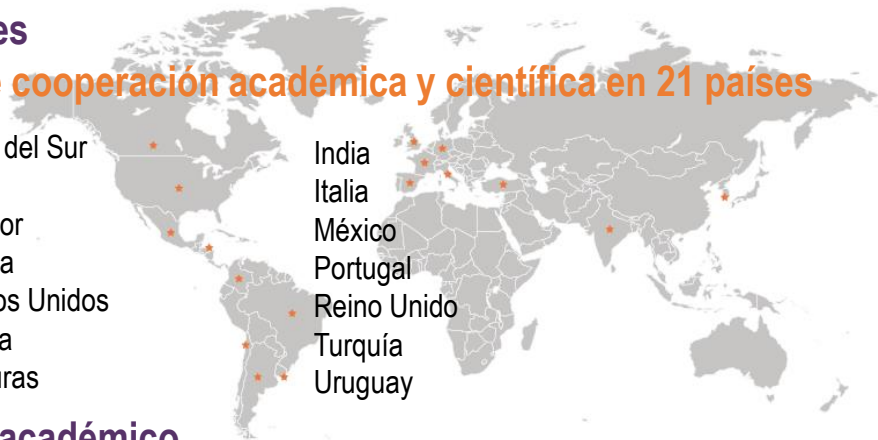 es
e cooperación académica y científica en 21 países
del Sur
or
a
os Unidos
a
uras
India
Italia
México
Portugal
Reino Unido
Turquía
Uruguay
académico